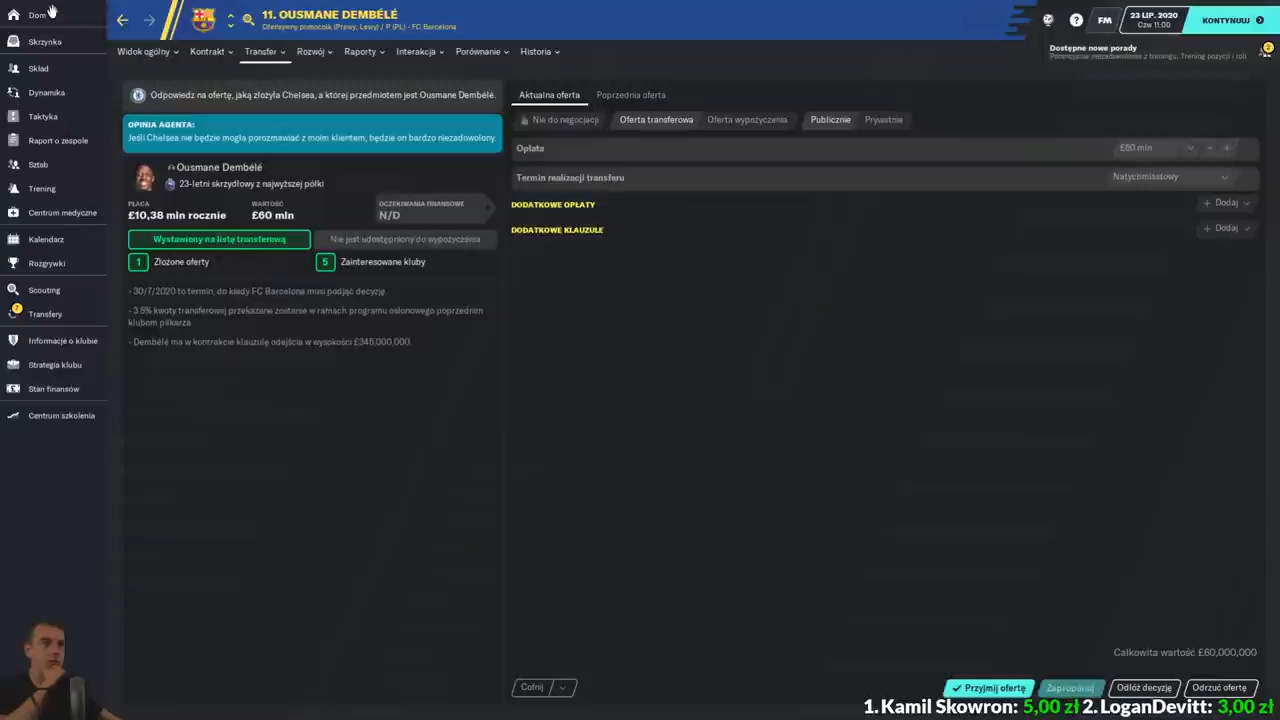 Dom
Skrzynka
Skład
Dynamika
Taktyka
Raport o zespole
Sztab
Trening
Centrum medyczne
Kalendarz
Rozgrywki
Scouting
7
Transfery
Informacje o klubie
Strategia klubu
Stan finansów
Centrum szkolenia
11. OUSMANE DEMBÉLÉ
Ofensywny pomocnik (Prawy, Lewy) / P (PL) - FC Barcelona
FM
23 LIP. 2020
Czw 11:00
KONTYNUUJ
Widok ogólny
Kontrakt
Transfer
Rozwój
Raporty
Interakcja
Porównanie
Historia
Dostępne nowe porady
2
Odpowiedz na ofertę, jaką złożyła Chelsea, a której przedmiotem jest Ousmane Dembélé.
OPINIA AGENTA:
Jeśli Chelsea nie będzie mogła porozmawiać z moim klientem, będzie on bardzo niezadowolony.
Ousmane Dembélé
23-letni skrzydłowy z najwyższej półki
PŁACA
£10,38 mln rocznie
WARTOŚĆ
£60 mln
OCZEKIWANIA FINANSOWE
N/D
Wystawiony na listę transferową
Nie jest udostępniony do wypożyczenia
1 Złożone oferty
5 Zainteresowane kluby
- 30/7/2020 to termin, do kiedy FC Barcelona musi podjąć decyzję.
- 3.5% kwoty transferowej przekazane zostanie w ramach programu osłonowego poprzednim
klubom piłkarza.
- Dembélé ma w kontrakcie klauzulę odejścia w wysokości £345,000,000.
Aktualna oferta
Poprzednia oferta
Nie do negocjacji
Oferta transferowa
Oferta wypożyczenia
Publicznie
Prywatnie
Opłata
£60 mln
Termin realizacji transferu
Natychmiastowy
DODATKOWE OPŁATY
+ Dodaj
DODATKOWE KLAUZULE
+ Dodaj
Całkowita wartość £60,000,000
Cofnij
Przyjmij ofertę
Zaproponuj
Odłóż decyzję
Odrzuć ofertę
1. Kamil Skowron: 5,00 zł 2. LoganDevitt: 3,00 zł